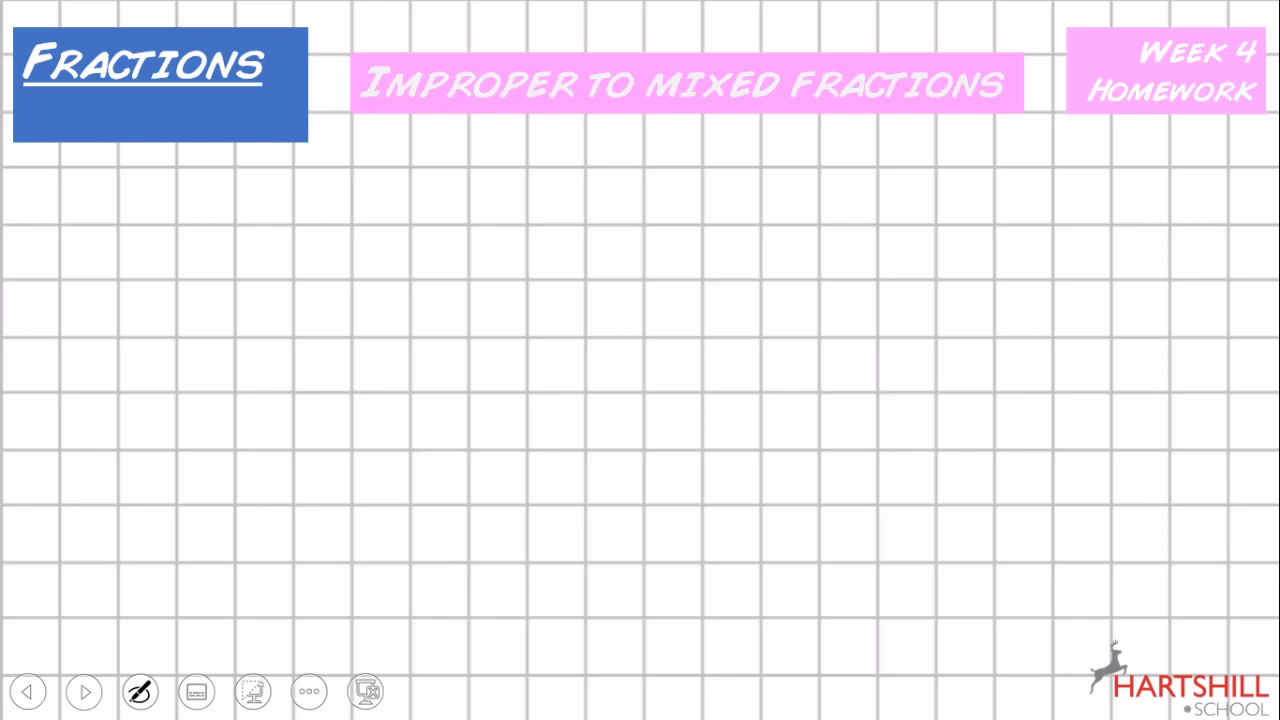 Fractions
Improper to mixed fractions
Week 4
Homework
HARTSHILL
•SCHOOL